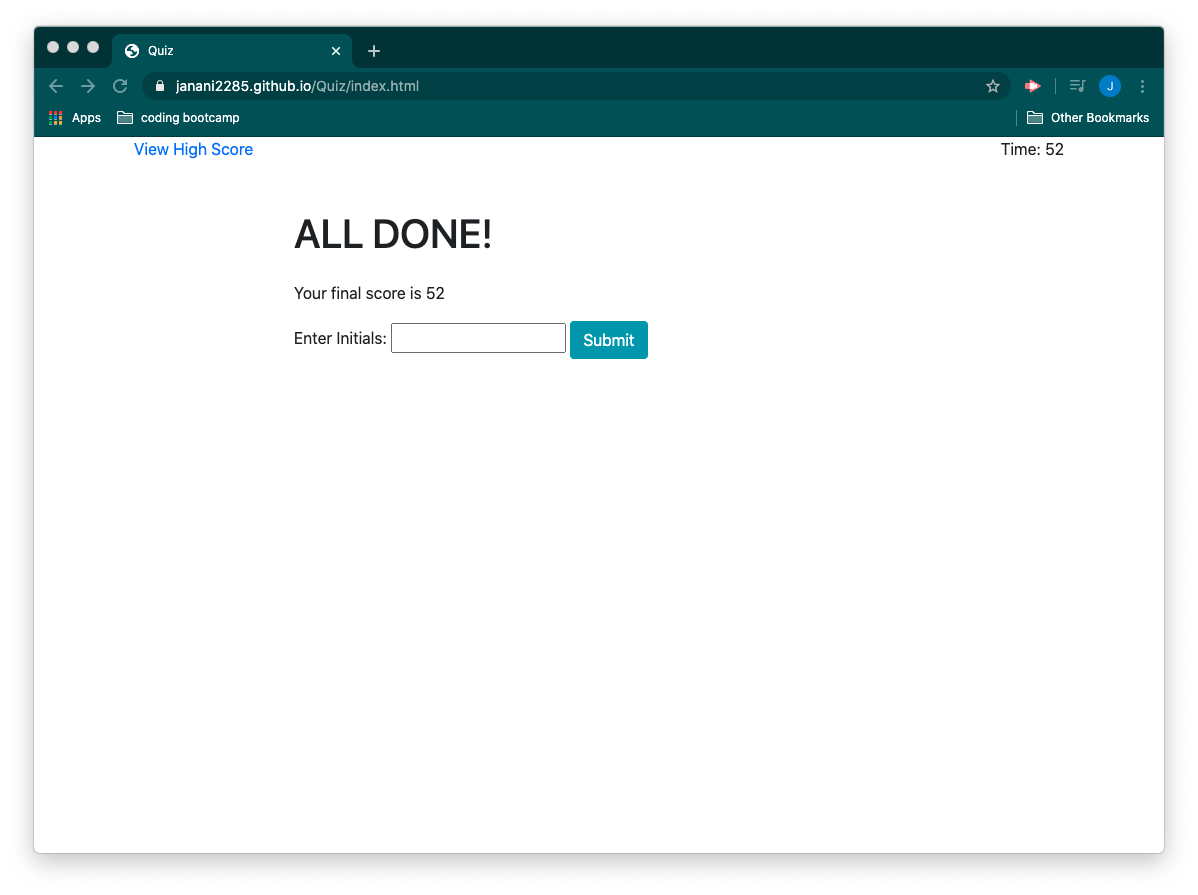 Quiz
janani2285.github.io/Quiz/index.html
J
Apps coding bootcamp Other Bookmarks
View High Score Time: 52
ALL DONE!
Your final score is 52
Enter Initials: Submit